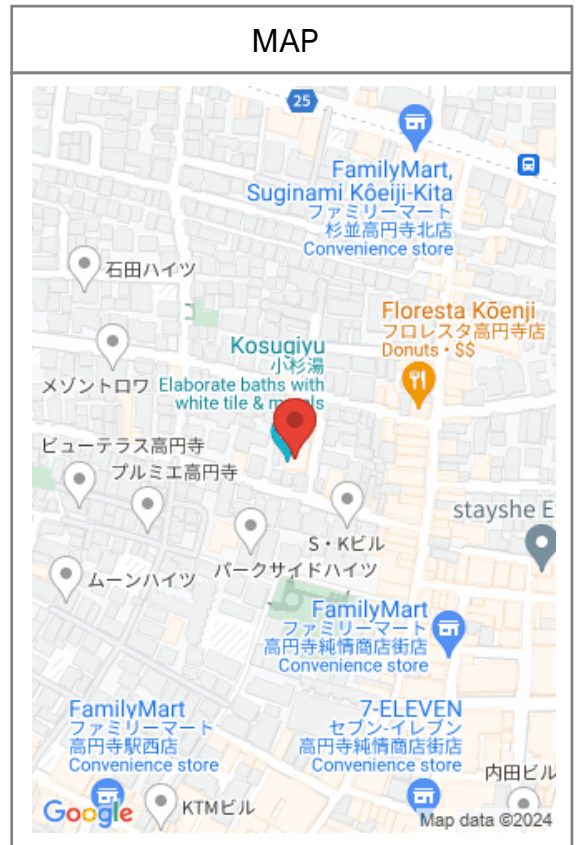 MAP
25
FamilyMart,
Suginami Kôeiji-Kita
ファミリーマート
杉並高円寺北店
Convenience store
石田ハイツ
Floresta Kōenji
フロレスタ高円寺店
Donuts • $$
Kosugiyu
小杉湯
Elaborate baths with
white tile &
メゾントロワ
ビューテラス高円寺
プルミエ高円寺
stayshe E
S・Kビル
パークサイドハイツ
ムーンハイツ
FamilyMart
ファミリーマート
高円寺純情商店街店
Convenience store
FamilyMart
ファミリーマート
高円寺駅西店
Convenience store
7-ELEVEN
セブン-イレブン
高円寺純情商店街店
Convenience store
内田ビル
KTMビル
Google
Map data ©2024